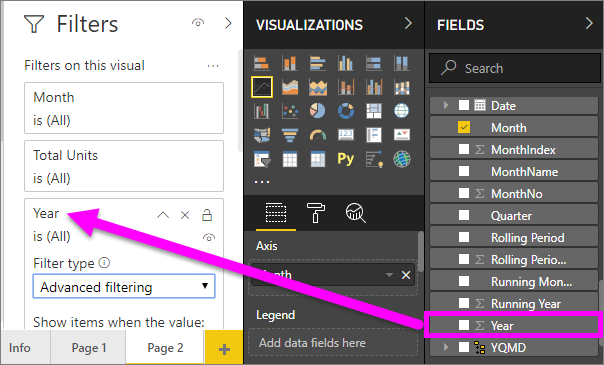 Filters
Filters on this visual
...
Month
is (All)
Total Units
is (All)
Year
is (All)
Filter type
Advanced filtering
Show items when the value:
Info
Page 1
Page 2
+
VISUALIZATIONS
R
Py
...
Axis
Month
Legend
Add data fields here
FIELDS
Search
Date
Month
MonthIndex
MonthName
MonthNo
Quarter
Rolling Period
Rolling Perio...
Running Mon...
Running Year
Year
YQMD